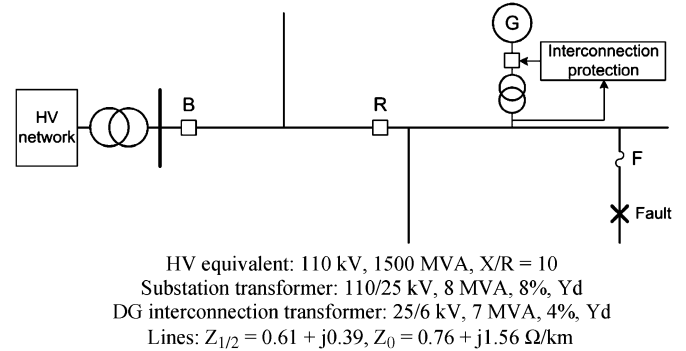 G
Interconnection
protection
B
R
HV
network
F
Fault
HV equivalent: 110 kV, 1500 MVA, X/R = 10
Substation transformer: 110/25 kV, 8 MVA, 8%, Yd
DG interconnection transformer: 25/6 kV, 7 MVA, 4%, Yd
Lines: Z1/2 = 0.61 + j0.39, Z0 = 0.76 + j1.56 Ω/km